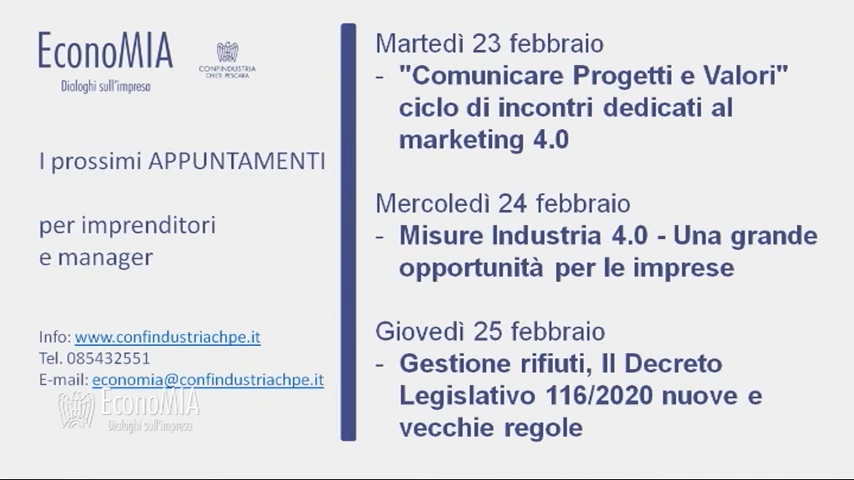 EconoMIA
Dialoghi sull'impresa
CONFINDUSTRIA
CHIETI PESCARA
I prossimi APPUNTAMENTI
per imprenditori
e manager
Info: www.confindustriachpe.it
Tel. 085432551
E-mail: economia@confindustriachpe.it
EconoMIA
Dialoghi sull'impresa
Martedì 23 febbraio
- "Comunicare Progetti e Valori"
ciclo di incontri dedicati al
marketing 4.0
Mercoledì 24 febbraio
- Misure Industria 4.0 - Una grande
opportunità per le imprese
Giovedì 25 febbraio
- Gestione rifiuti, Il Decreto
Legislativo 116/2020 nuove e
vecchie regole